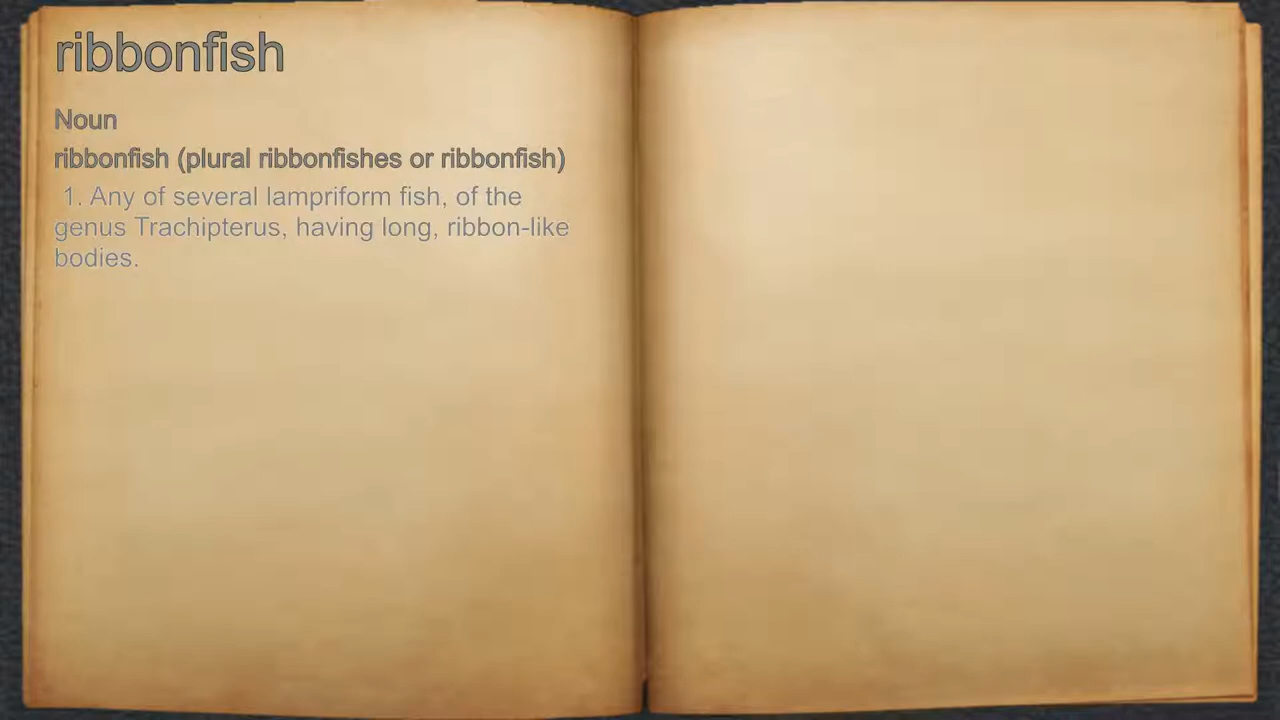 ribbonfish
Noun
ribbonfish (plural ribbonfishes or ribbonfish)
1. Any of several lampriform fish, of the
genus Trachipterus, having long, ribbon-like
bodies.